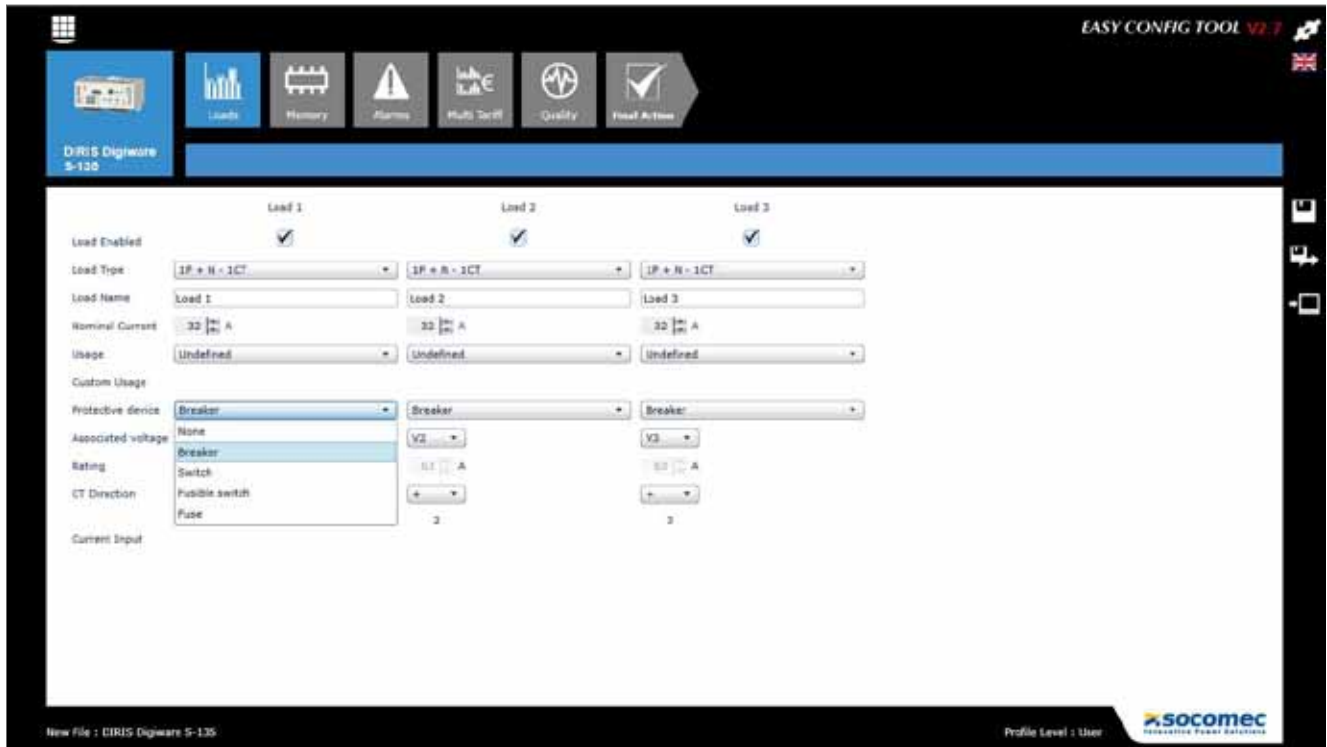 EASY CONFIG TOOL V2.7
Loads
Memory
Alarms
Multi Tariff
Quality
Final Action
DIRIS Digiware
Load 1 Load 2 Load 3
Load Enabled
Load Type 1P + N - 1CT 1P + N - 1CT 1P + N - 1CT
Load Name Load 1 Load 2 Load 3
Nominal Current 32 A 32 A 32 A
Usage Undefined Undefined Undefined
Custom Usage
Protective device Breaker Breaker Breaker
None
Breaker
Switch
Fusible switch
Fuse
Associated voltage V2 V3
Rating A A
CT Direction + +
2 3
Current Input
New File : DIRIS Digiware S-135
Profile Level : User
socomec
Innovative Power Solutions